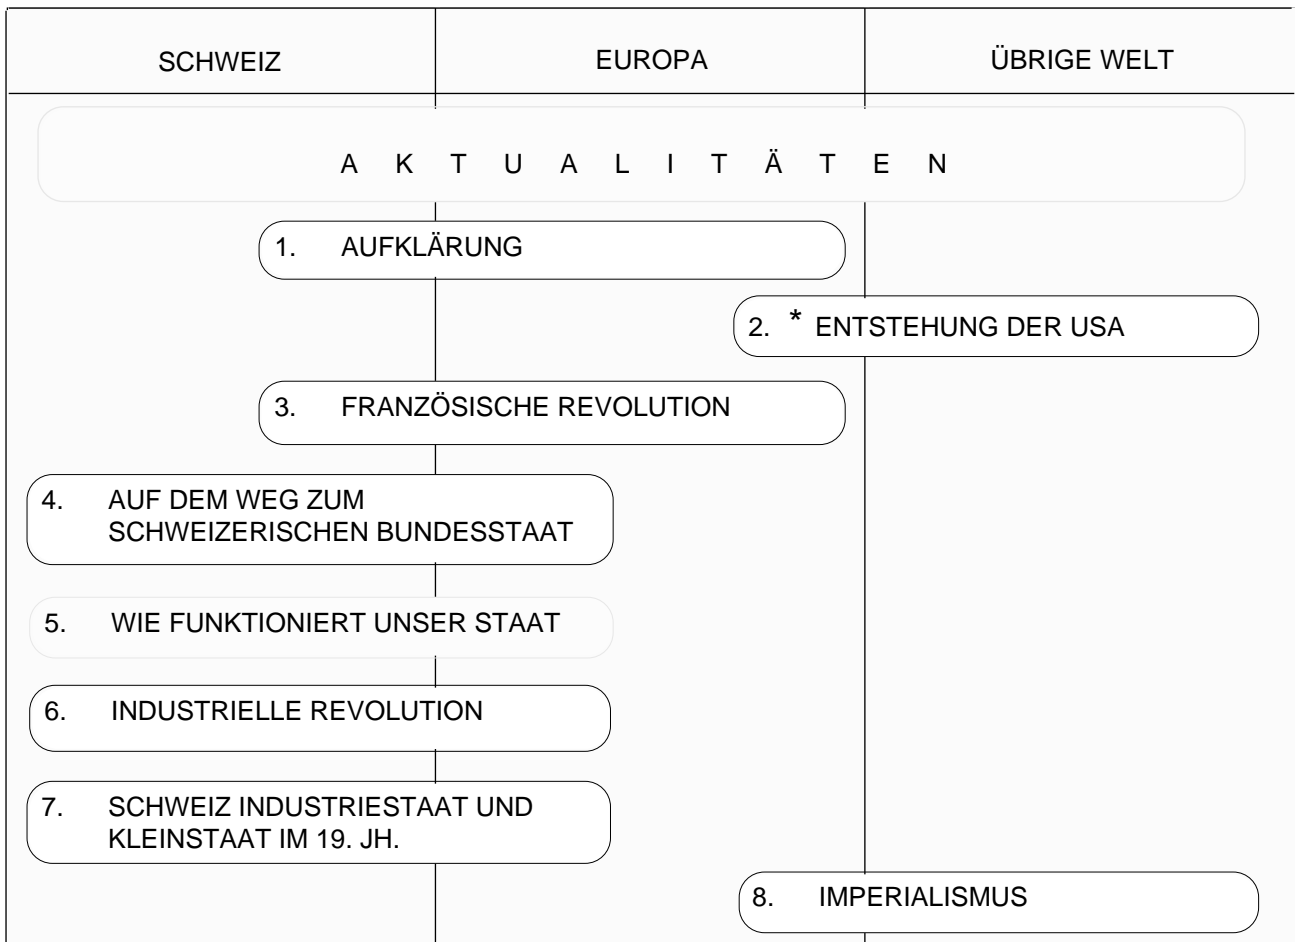 SCHWEIZ EUROPA ÜBRIGE WELT
A K T U A L I T Ä T E N
1. AUFKLÄRUNG
2. * ENTSTEHUNG DER USA
3. FRANZÖSISCHE REVOLUTION
4. AUF DEM WEG ZUM
SCHWEIZERISCHEN BUNDESSTAAT
5. WIE FUNKTIONIERT UNSER STAAT
6. INDUSTRIELLE REVOLUTION
7. SCHWEIZ INDUSTRIESTAAT UND
KLEINSTAAT IM 19. JH.
8. IMPERIALISMUS